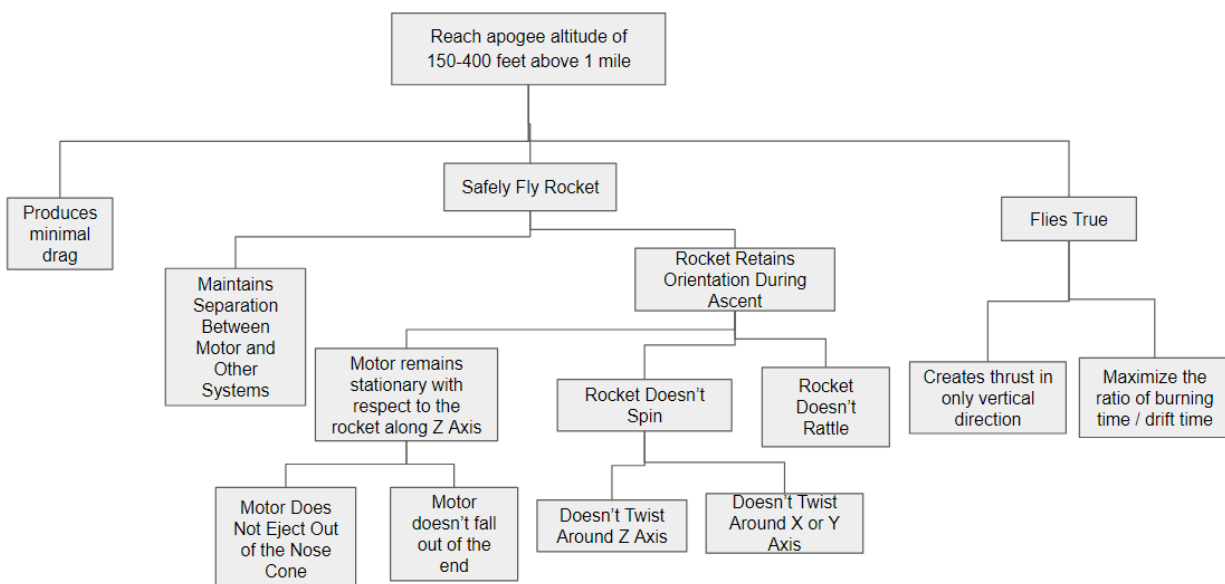 Reach apogee altitude of
150-400 feet above 1 mile
Safely Fly Rocket
Produces
minimal
drag
Flies True
Maintains
Separation
Between
Motor and
Other
Systems
Rocket Retains
Orientation During
Ascent
Motor remains
stationary with
respect to the
rocket along Z Axis
Rocket Doesn’t
Spin
Rocket
Doesn’t
Rattle
Creates thrust in
only vertical
direction
Maximize the
ratio of burning
time / drift time
Motor Does
Not Eject Out
of the Nose
Cone
Motor
doesn’t fall
out of the
end
Doesn’t Twist
Around Z Axis
Doesn’t Twist
Around X or Y
Axis